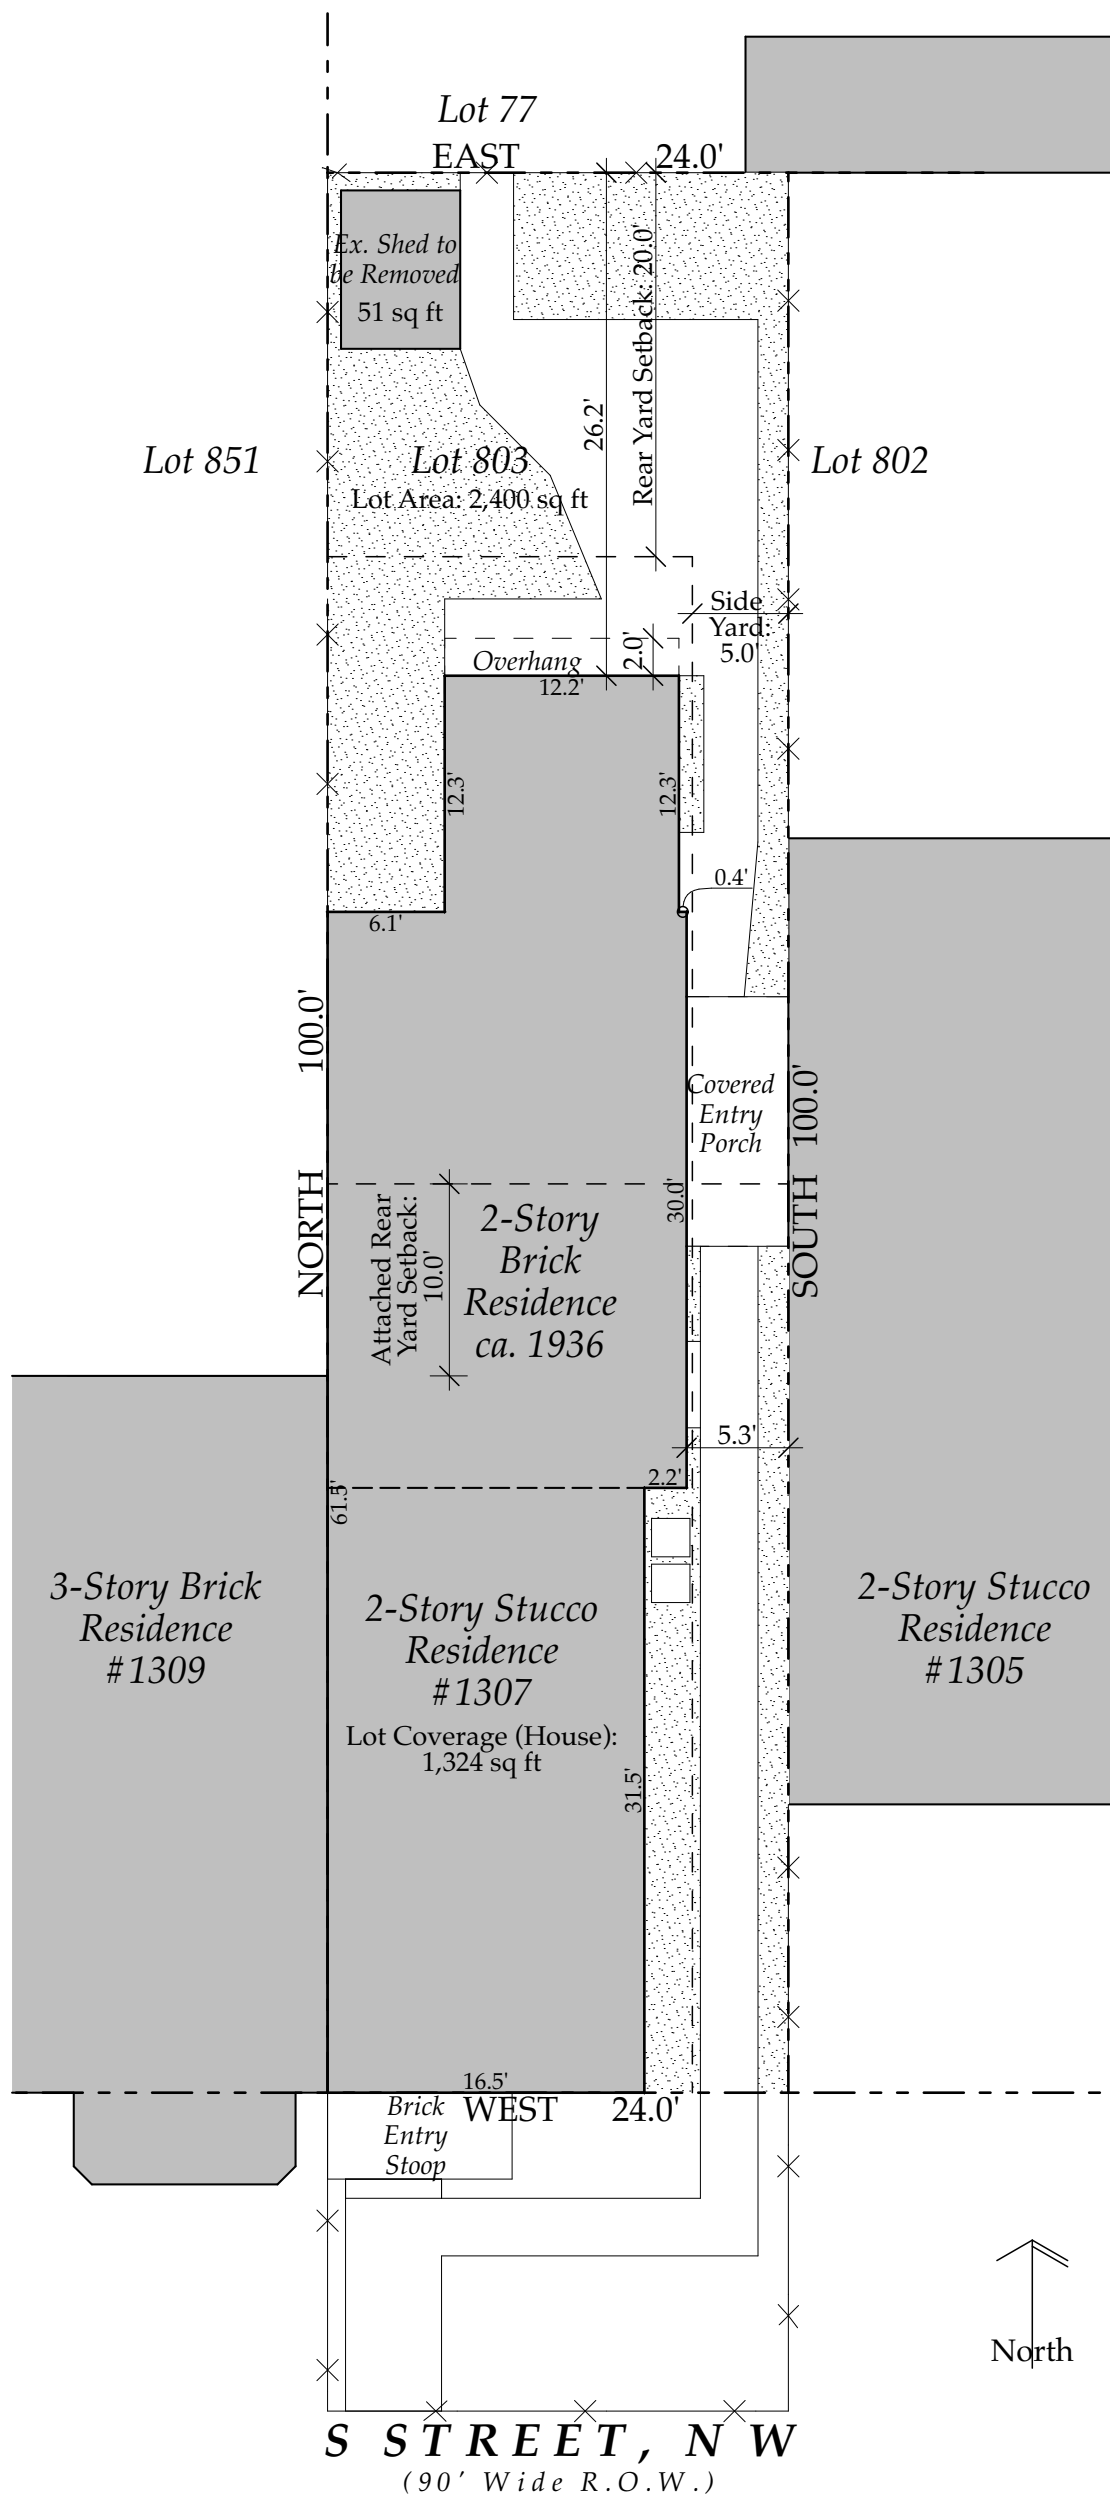 Lot 77
EAST 24.0'
Ex. Shed to
be Removed
51 sq ft
Rear Yard Setback: 20.0'
26.2'
Lot 851
Lot 803
Lot Area: 2,400 sq ft
Lot 802
Side
Yard:
5.0'
Overhang
2.0'
12.2'
12.3'
12.3'
0.4'
6.1'
NORTH 100.0'
SOUTH 100.0'
Covered
Entry
Porch
30.0'
Attached Rear
Yard Setback:
10.0'
2-Story
Brick
Residence
ca. 1936
5.3'
2.2'
61.5'
3-Story Brick
Residence
#1309
2-Story Stucco
Residence
#1307
Lot Coverage (House):
1,324 sq ft
2-Story Stucco
Residence
#1305
31.5'
16.5'
WEST 24.0'
Brick
Entry
Stoop
North
S STREET, NW
(90' Wide R.O.W.)